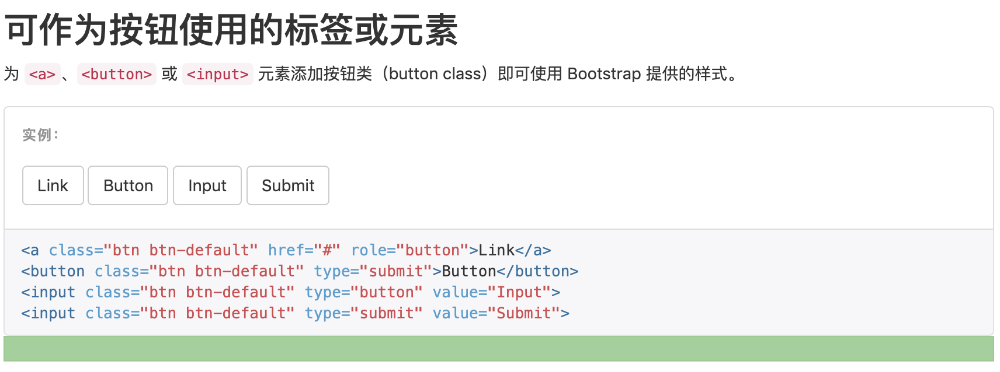 可作为按钮使用的标签或元素
为 <a> 、 <button> 或 <input> 元素添加按钮类（button class）即可使用 Bootstrap 提供的样式。
实例：
Link Button Input Submit
<a class="btn btn-default" href="#" role="button">Link</a>
<button class="btn btn-default" type="submit">Button</button>
<input class="btn btn-default" type="button" value="Input">
<input class="btn btn-default" type="submit" value="Submit">